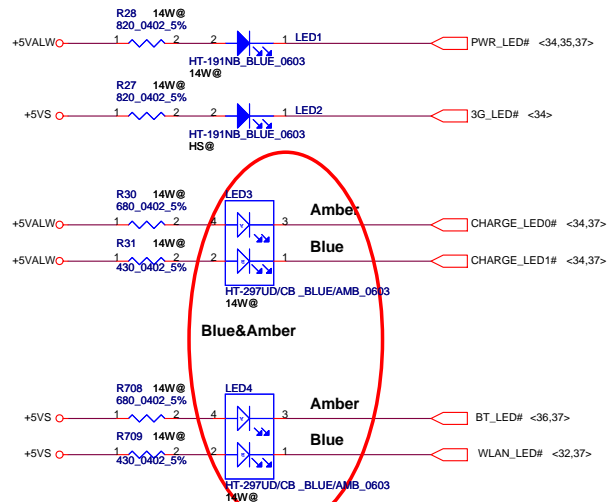 R28 14W@
820_0402_5%
+5VALW 1 2 2 1 LED1 PWR_LED# <34,35,37>
HT-191NB_BLUE_0603
14W@
R27 14W@
820_0402_5%
+5VS 1 2 2 1 LED2 3G_LED# <34>
HT-191NB_BLUE_0603
HS@
R30 14W@ LED3
680_0402_5% Amber
+5VALW 1 2 4 3 CHARGE_LED0# <34,37>
R31 14W@ Blue
+5VALW 1 2 2 1 CHARGE_LED1# <34,37>
430_0402_5%
HT-297UD/CB _BLUE/AMB_0603
14W@
Blue&Amber
R708 14W@ LED4
680_0402_5% Amber
+5VS 1 2 4 3 BT_LED# <36,37>
R709 14W@ Blue
+5VS 1 2 2 1 WLAN_LED# <32,37>
430_0402_5%
HT-297UD/CB _BLUE/AMB_0603
14W@